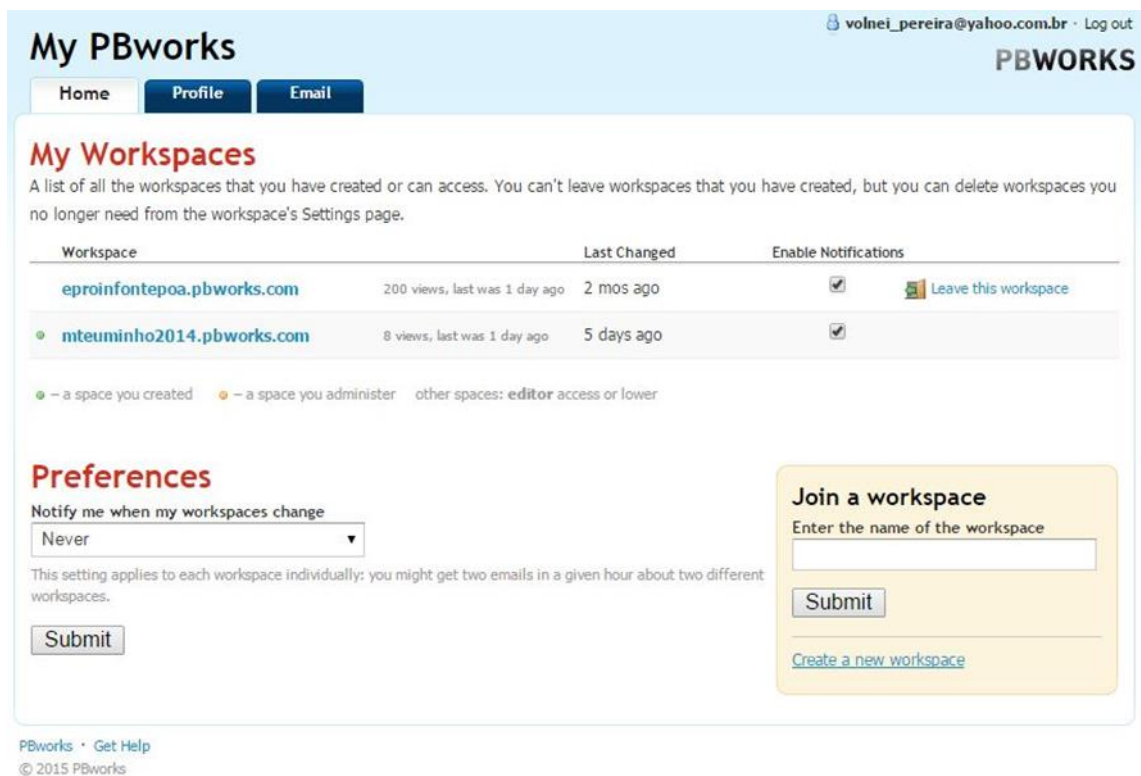 volnei_pereira@yahoo.com.br · Log out
My PBworks
PBWORKS
Home Profile Email
My Workspaces
A list of all the workspaces that you have created or can access. You can't leave workspaces that you have created, but you can delete workspaces you
no longer need from the workspace's Settings page.
Workspace Last Changed Enable Notifications
eproinfontepoa.pbworks.com 200 views, last was 1 day ago 2 mos ago Leave this workspace
mteuminho2014.pbworks.com 8 views, last was 1 day ago 5 days ago
– a space you created – a space you administer other spaces: editor access or lower
Preferences
Notify me when my workspaces change
Never
This setting applies to each workspace individually: you might get two emails in a given hour about two different
workspaces.
Submit
Join a workspace
Enter the name of the workspace
Submit
Create a new workspace
PBworks · Get Help
© 2015 PBworks